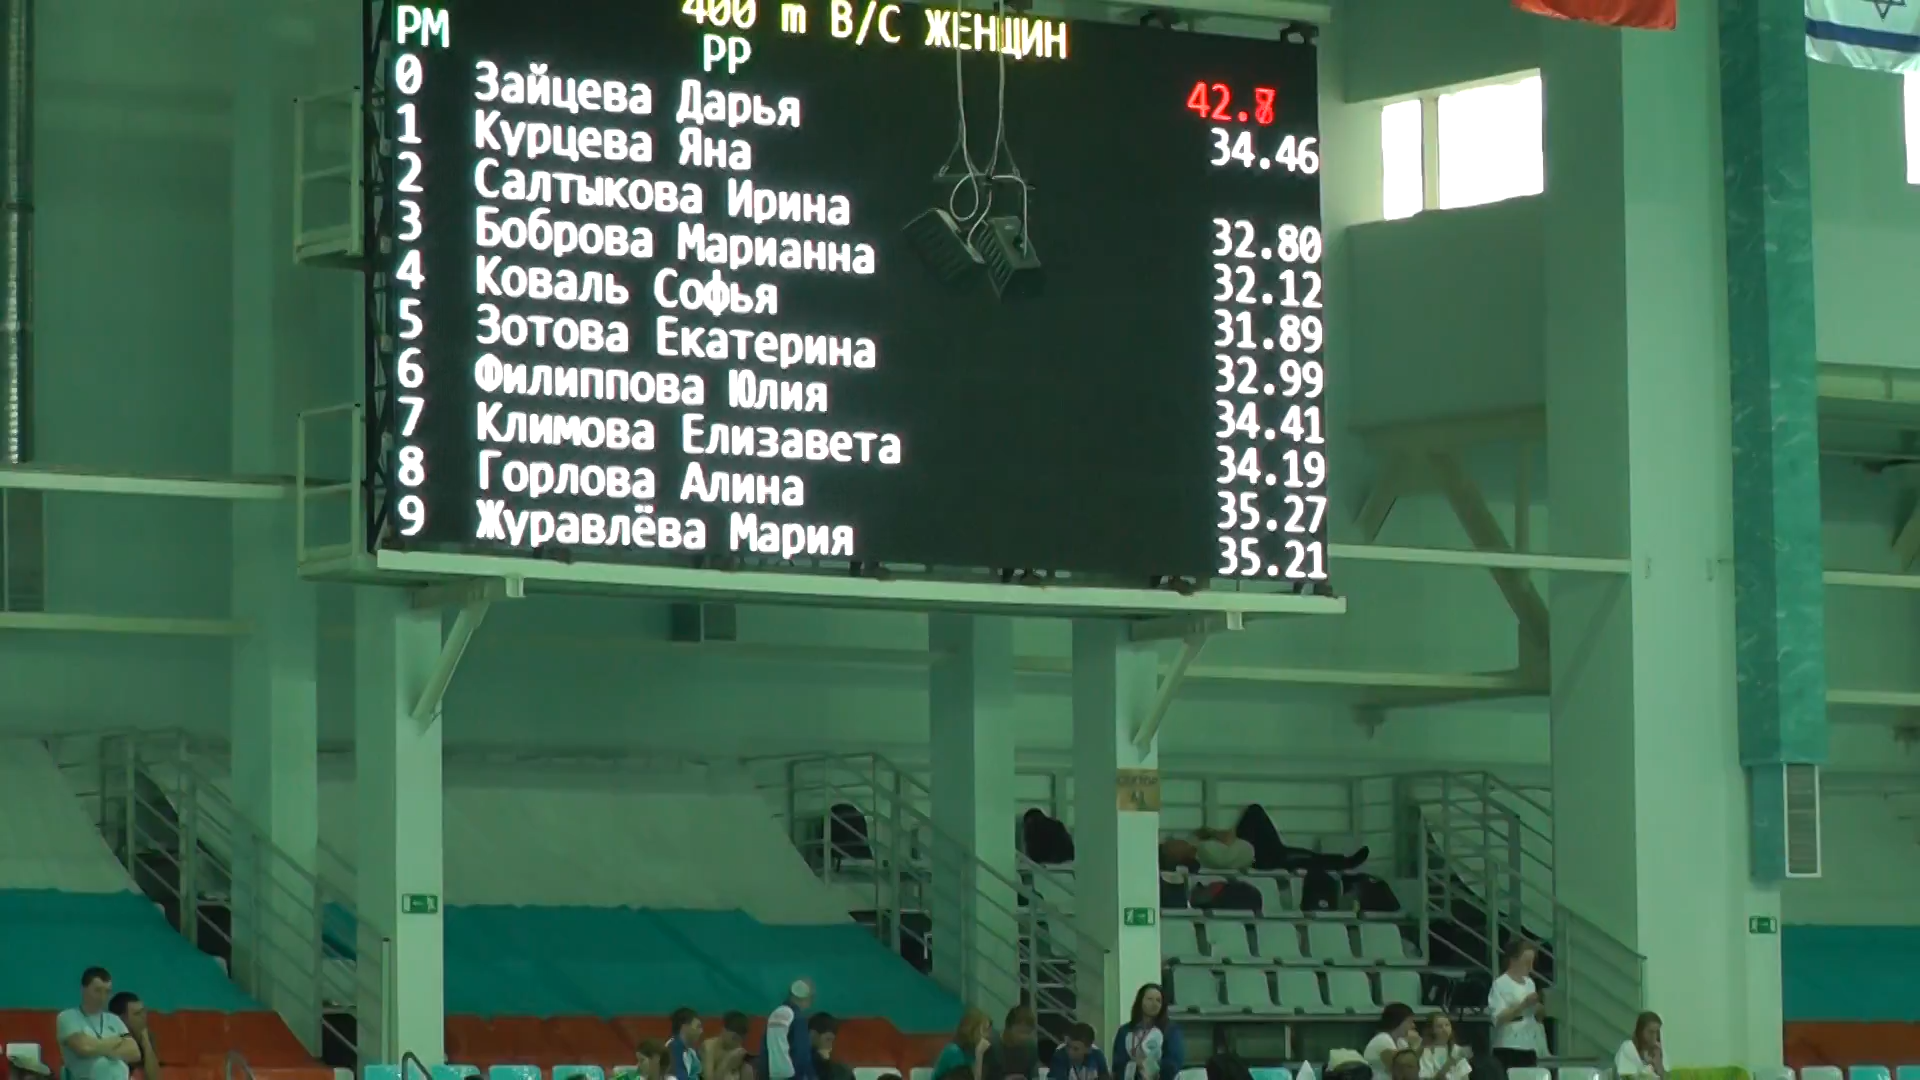 400 m В/С ЖЕНЩИН
РМ РР
0 Зайцева Дарья 34.46
1 Курцева Яна
2 Салтыкова Ирина 32.80
3 Боброва Марианна 32.12
4 Коваль Софья 31.89
5 Зотова Екатерина 32.99
6 Филиппова Юлия 34.41
7 Климова Елизавета 34.19
8 Горлова Алина 35.27
9 Журавлёва Мария 35.21